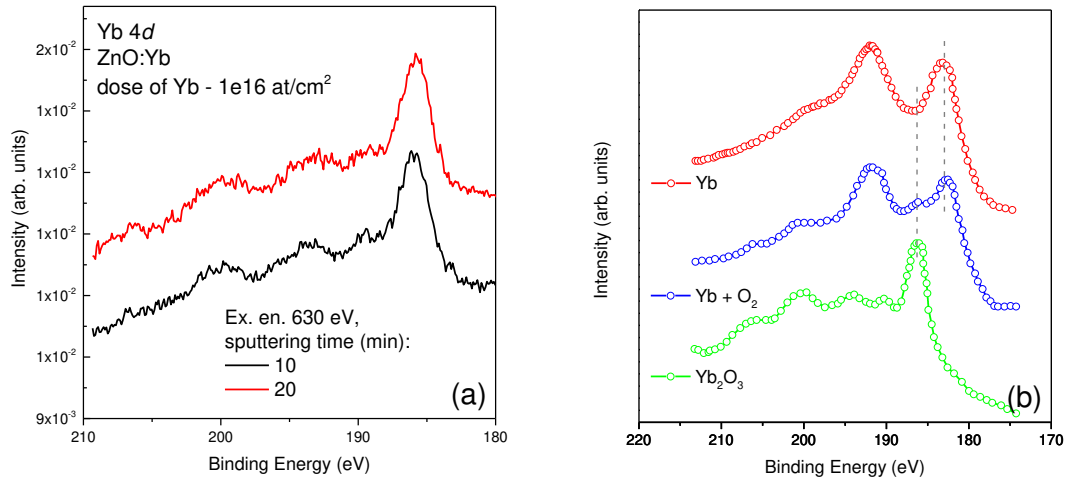 Yb 4d
ZnO:Yb
dose of Yb - 1e16 at/cm²
Intensity (arb. units)
2x10⁻²
1x10⁻²
1x10⁻²
1x10⁻²
1x10⁻²
1x10⁻²
9x10⁻³
Ex. en. 630 eV,
sputtering time (min):
10
20
(a)
210 200 190 180
Binding Energy (eV)
Intensity (arb. units)
Yb
Yb + O₂
Yb₂O₃
(b)
220 210 200 190 180 170
Binding Energy (eV)